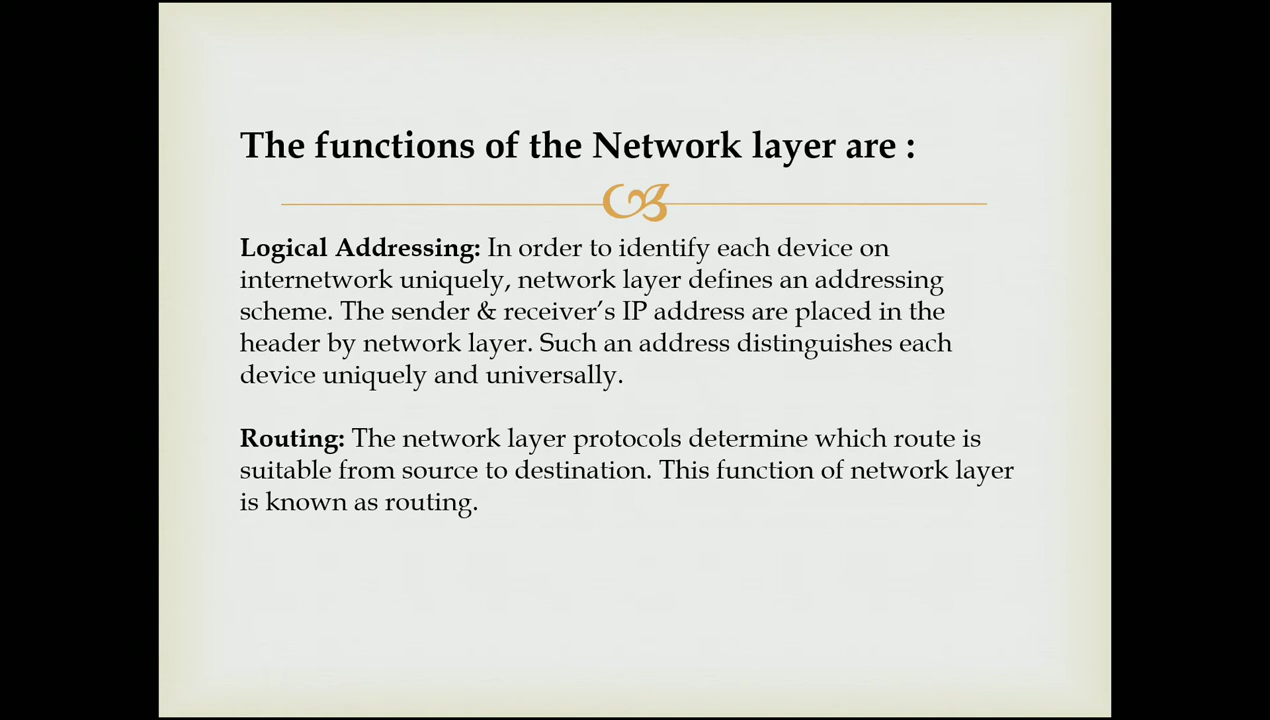 The functions of the Network layer are :
Logical Addressing: In order to identify each device on
internetwork uniquely, network layer defines an addressing
scheme. The sender & receiver’s IP address are placed in the
header by network layer. Such an address distinguishes each
device uniquely and universally.
Routing: The network layer protocols determine which route is
suitable from source to destination. This function of network layer
is known as routing.